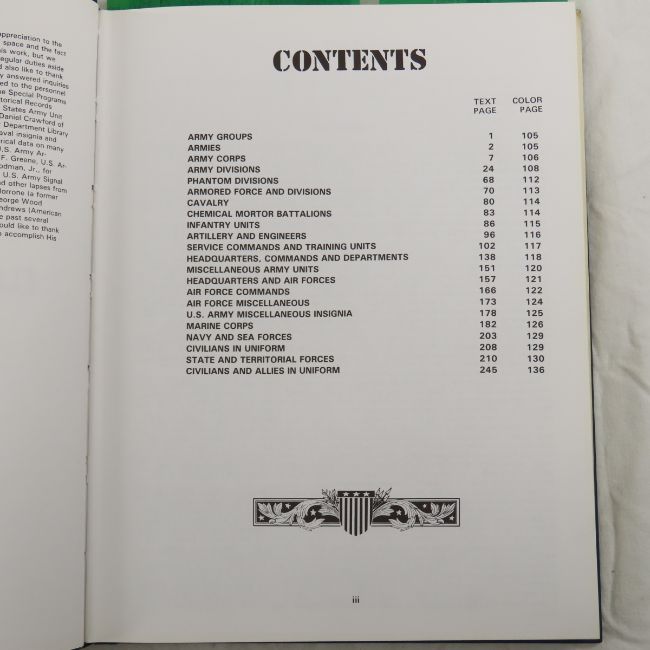 appreciation to the
space and the fact
is work, but we
egular duties aside
d also like to thank
y answered inquiries
ed to the personnel
e Special Programs
torical Records
States Army Unit
Daniel Crawford of
Department Library
aval insignia and
rical data on many
U.S. Army Ar-
F. Greene, U.S. Ar-
odman, Jr., for
U.S. Army Signal
nd other lapses from
Morrone (a former
eorge Wood
ndrews (American
e past several
ould like to thank
o accomplish His
CONTENTS
TEXT COLOR
PAGE PAGE
ARMY GROUPS 1 105
ARMIES 2 105
ARMY CORPS 7 106
ARMY DIVISIONS 24 108
PHANTOM DIVISIONS 68 112
ARMORED FORCE AND DIVISIONS 70 113
CAVALRY 80 114
CHEMICAL MORTOR BATTALIONS 83 114
INFANTRY UNITS 86 115
ARTILLERY AND ENGINEERS 96 116
SERVICE COMMANDS AND TRAINING UNITS 102 117
HEADQUARTERS, COMMANDS AND DEPARTMENTS 138 118
MISCELLANEOUS ARMY UNITS 151 120
HEADQUARTERS AND AIR FORCES 157 121
AIR FORCE COMMANDS 166 122
AIR FORCE MISCELLANEOUS 173 124
U.S. ARMY MISCELLANEOUS INSIGNIA 178 125
MARINE CORPS 182 126
NAVY AND SEA FORCES 203 129
CIVILIANS IN UNIFORM 208 129
STATE AND TERRITORIAL FORCES 210 130
CIVILIANS AND ALLIES IN UNIFORM 245 136
iii